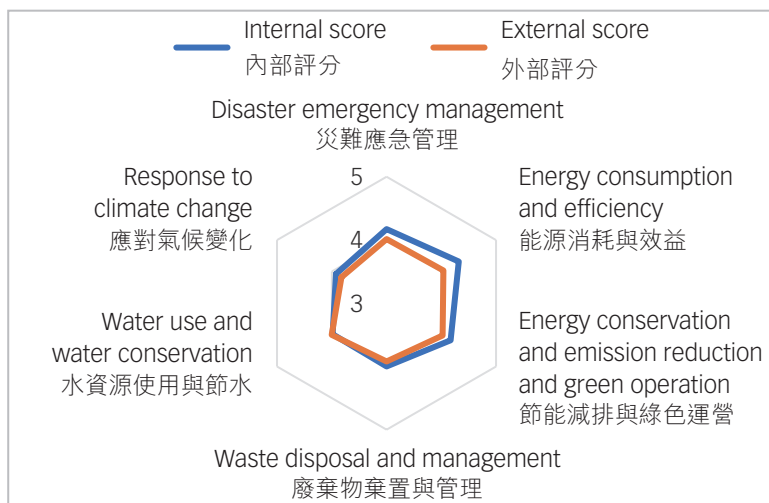 Internal score
內部評分
External score
外部評分
Disaster emergency management
災難應急管理
Response to
climate change
應對氣候變化
5
4
3
Energy consumption
and efficiency
能源消耗與效益
Water use and
water conservation
水資源使用與節水
Energy conservation
and emission reduction
and green operation
節能減排與綠色運營
Waste disposal and management
廢棄物棄置與管理